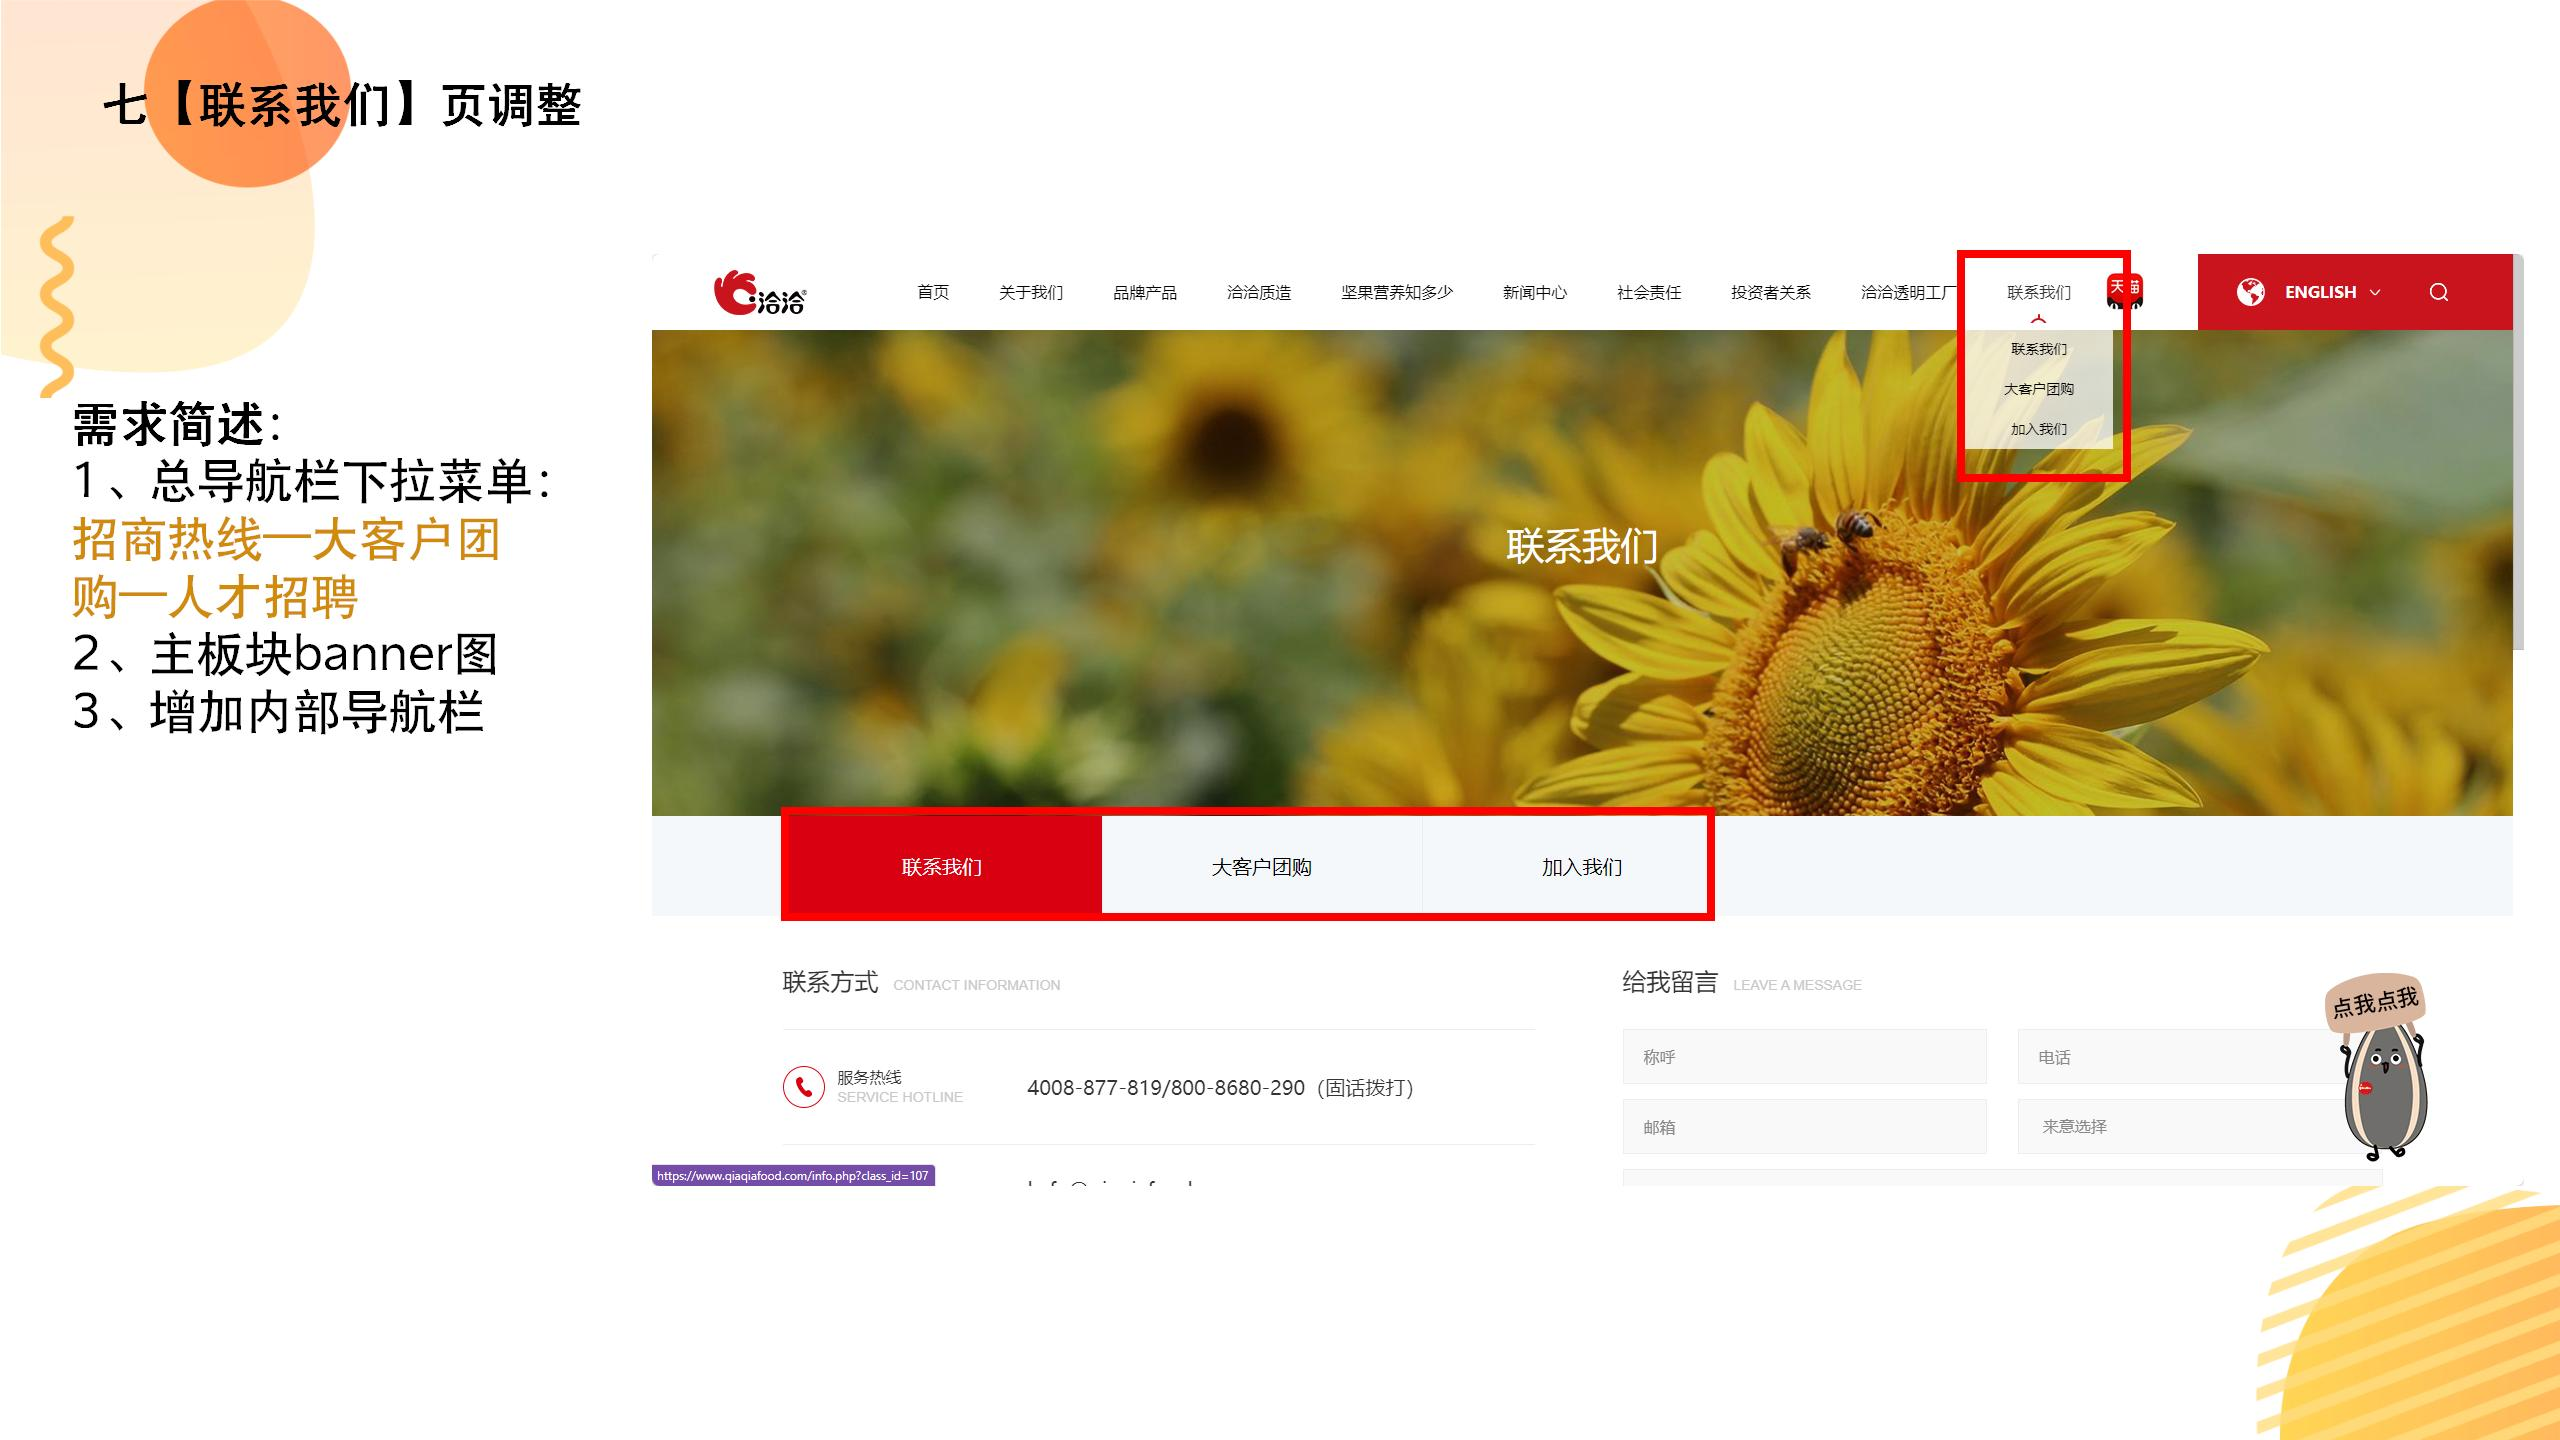 七【联系我们】页调整
需求简述：
1、总导航栏下拉菜单：
招商热线—大客户团
购—人才招聘
2、主板块banner图
3、增加内部导航栏
洽洽®
首页 关于我们 品牌产品 洽洽质造 坚果营养知多少 新闻中心 社会责任 投资者关系 洽洽透明工厂 联系我们 天猫 ENGLISH
联系我们
大客户团购
加入我们
联系我们
联系我们 大客户团购 加入我们
联系方式 CONTACT INFORMATION
服务热线
SERVICE HOTLINE
4008-877-819/800-8680-290（固话拨打）
给我留言 LEAVE A MESSAGE
称呼 电话
邮箱 来意选择
点我点我
https://www.qiaqiafood.com/info.php?class_id=107